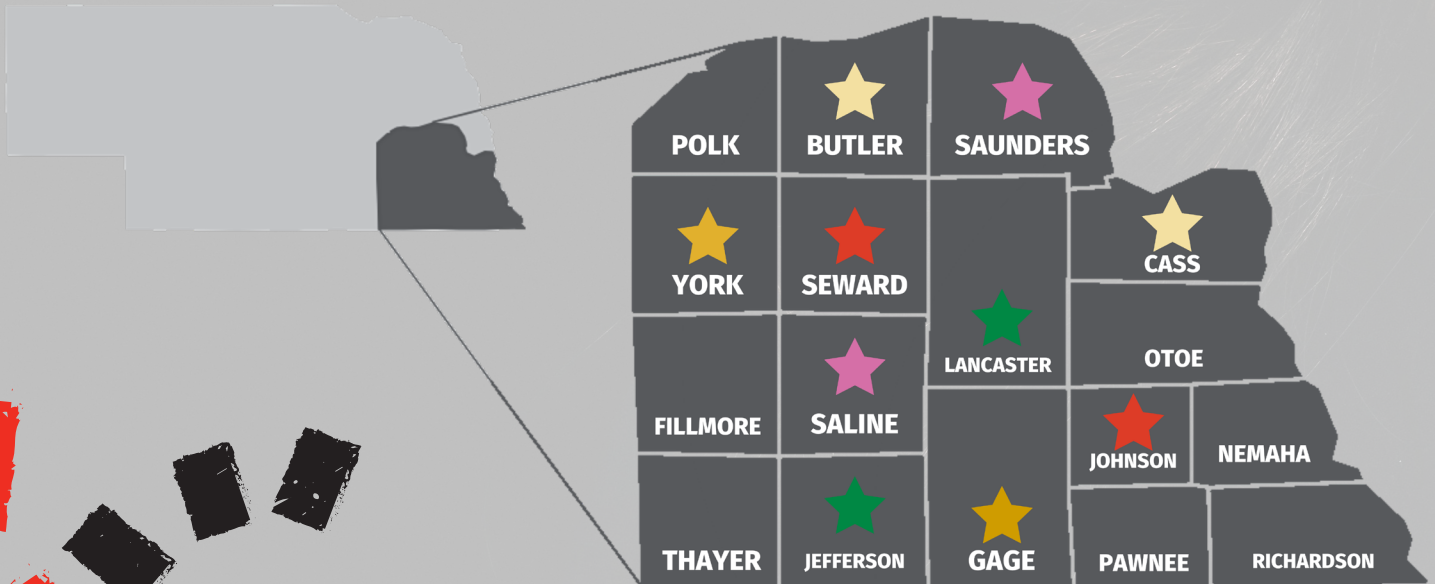 POLK
BUTLER
SAUNDERS
YORK
SEWARD
LANCASTER
CASS
OTOE
FILLMORE
SALINE
JOHNSON
NEMAHA
THAYER
JEFFERSON
GAGE
PAWNEE
RICHARDSON